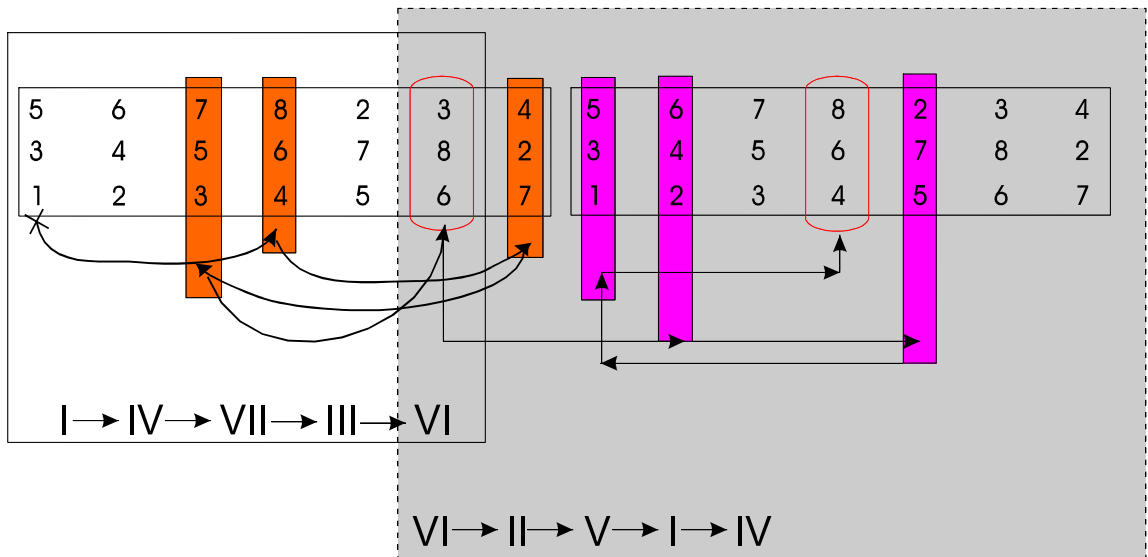 5 6 7 8 2 3 4 5 6 7 8 2 3 4
3 4 5 6 7 8 2 3 4 5 6 7 8 2
1 2 3 4 5 6 7 1 2 3 4 5 6 7
I → IV → VII → III → VI
VI → II → V → I → IV